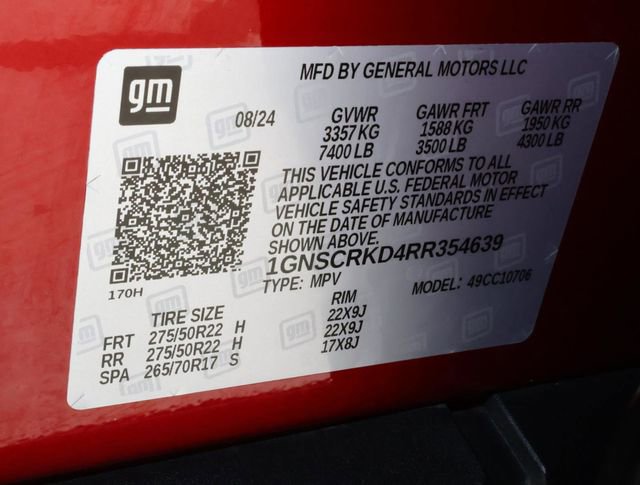 gm
MFD BY GENERAL MOTORS LLC
08/24
GVWR GAWR FRT GAWR RR
3357 KG 1588 KG 1950 KG
7400 LB 3500 LB 4300 LB
THIS VEHICLE CONFORMS TO ALL
APPLICABLE U.S. FEDERAL MOTOR
VEHICLE SAFETY STANDARDS IN EFFECT
ON THE DATE OF MANUFACTURE
SHOWN ABOVE.
1GNSCRKD4RR354639
TYPE: MPV MODEL: 49CC10706
170H
TIRE SIZE RIM
FRT 275/50R22 H 22X9J
RR 275/50R22 H 22X9J
SPA 265/70R17 S 17X8J